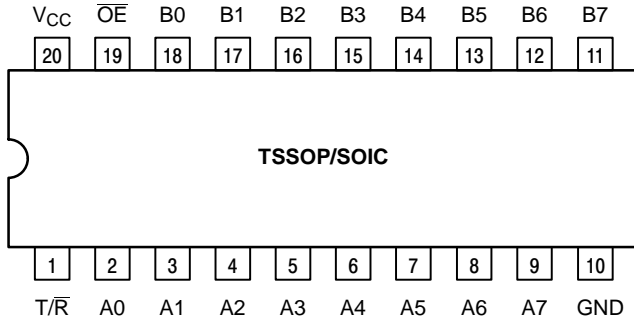 V_CC O̅E̅ B0 B1 B2 B3 B4 B5 B6 B7
20 19 18 17 16 15 14 13 12 11
TSSOP/SOIC
1 2 3 4 5 6 7 8 9 10
T/R̅ A0 A1 A2 A3 A4 A5 A6 A7 GND